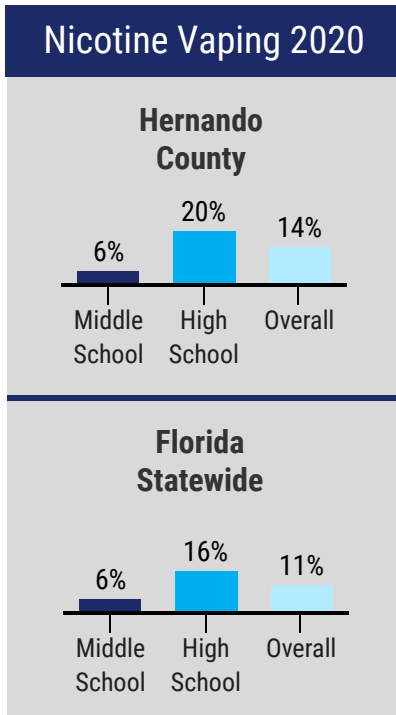 Nicotine Vaping 2020
Hernando
County
6%
20%
14%
Middle
School
High
School
Overall
Florida
Statewide
6%
16%
11%
Middle
School
High
School
Overall